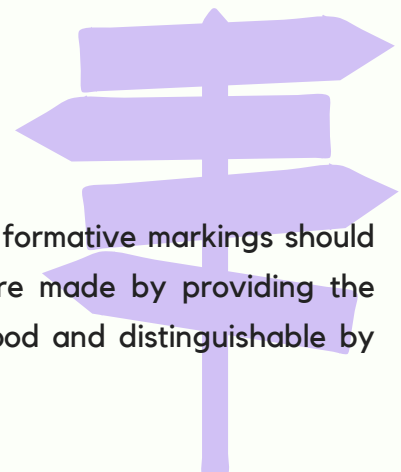 formative markings should
re made by providing the
ood and distinguishable by